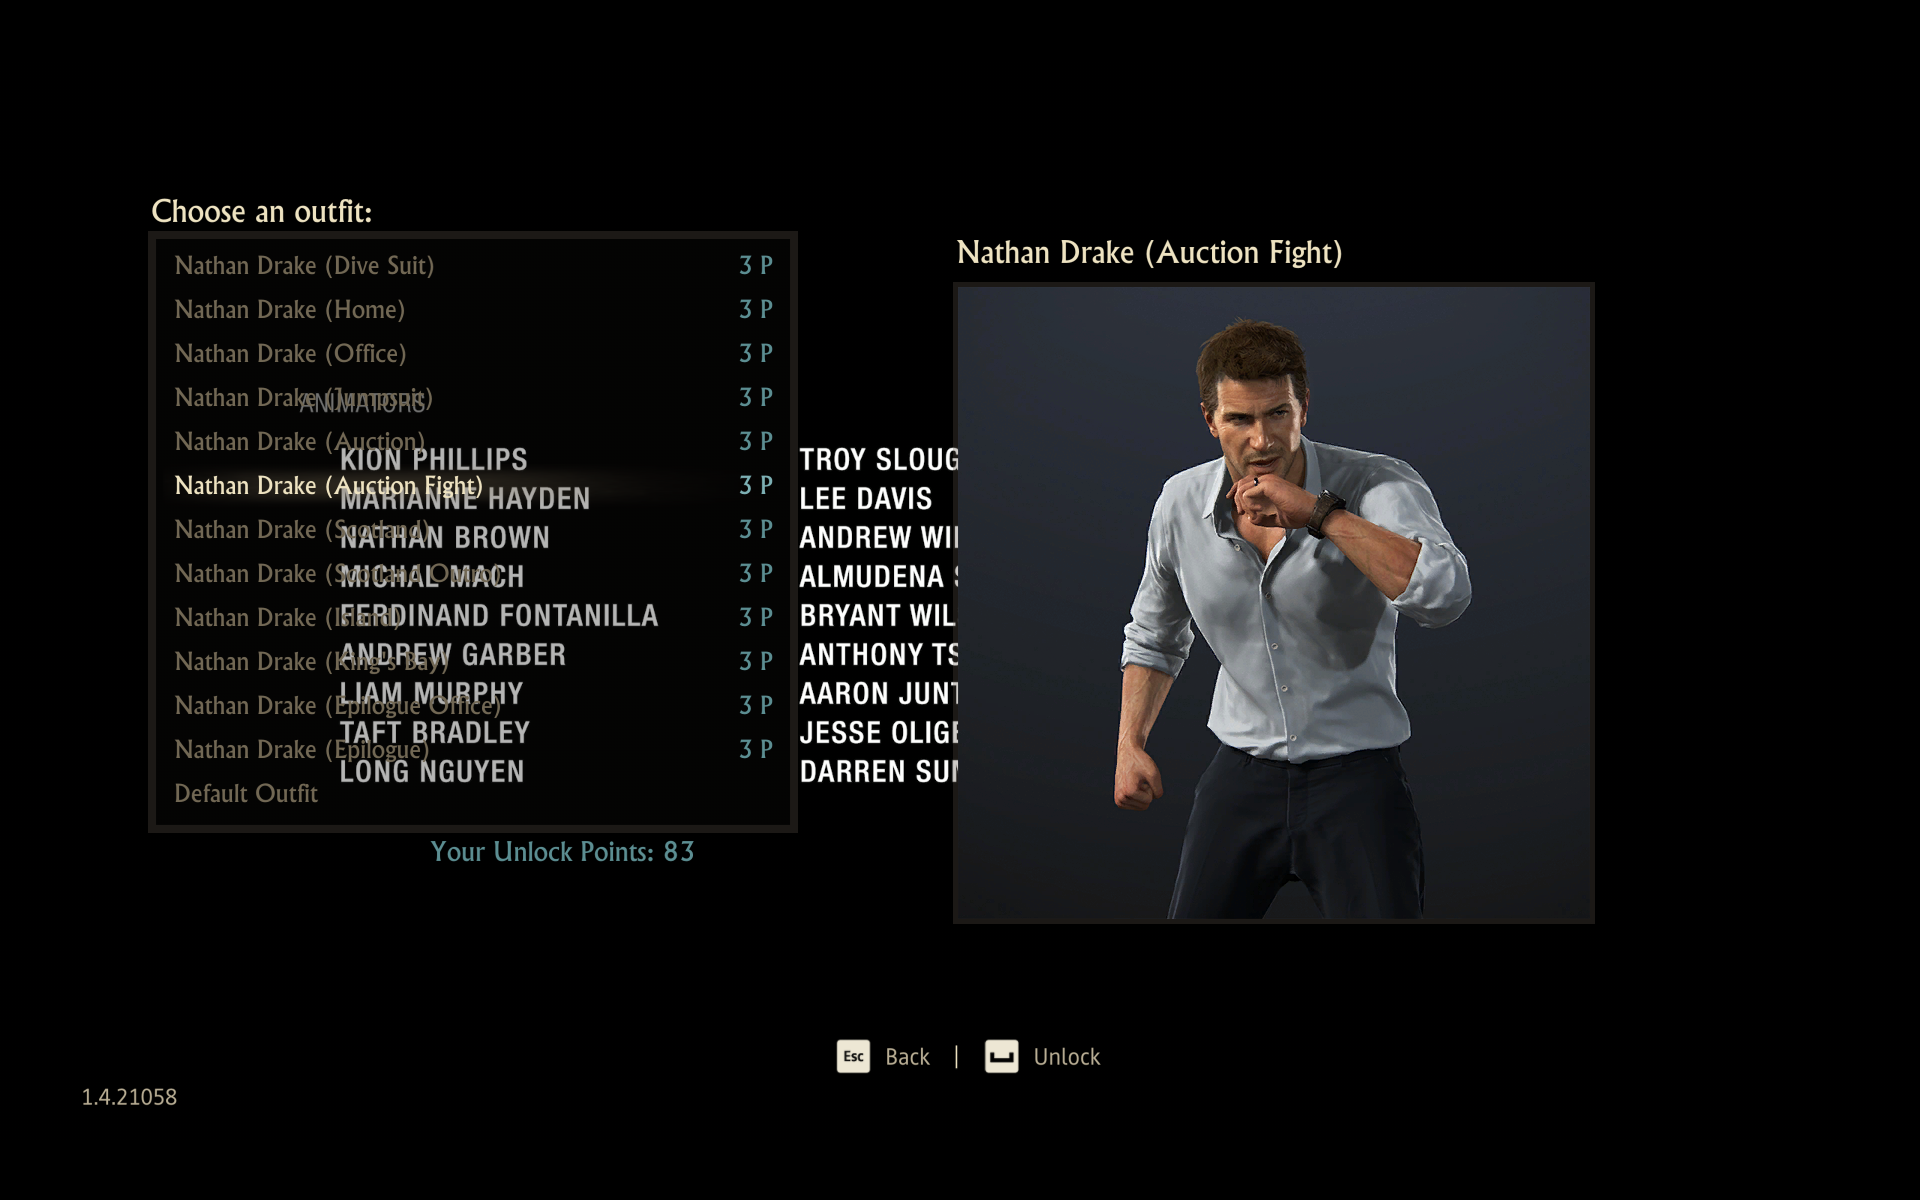 Choose an outfit:
Nathan Drake (Dive Suit) 3 P
Nathan Drake (Home) 3 P
Nathan Drake (Office) 3 P
Nathan Drake (Jumpsuit) 3 P
ANIMATORS
Nathan Drake (Auction) 3 P
KION PHILLIPS TROY SLOUG
Nathan Drake (Auction Fight) 3 P
MARIANNE HAYDEN LEE DAVIS
Nathan Drake (Scotland) 3 P
NATHAN BROWN ANDREW WI
Nathan Drake (Scotland Outro) 3 P
MICHAL MACH ALMUDENA
Nathan Drake (Island) 3 P
FERDINAND FONTANILLA BRYANT WIL
Nathan Drake (King's Bay) 3 P
ANDREW GARBER ANTHONY TS
LIAM MURPHY AARON JUNT
Nathan Drake (Epilogue Office) 3 P
TAFT BRADLEY JESSE OLIGE
Nathan Drake (Epilogue) 3 P
LONG NGUYEN DARREN SUM
Default Outfit
Your Unlock Points: 83
Nathan Drake (Auction Fight)
Esc Back | Unlock
1.4.21058